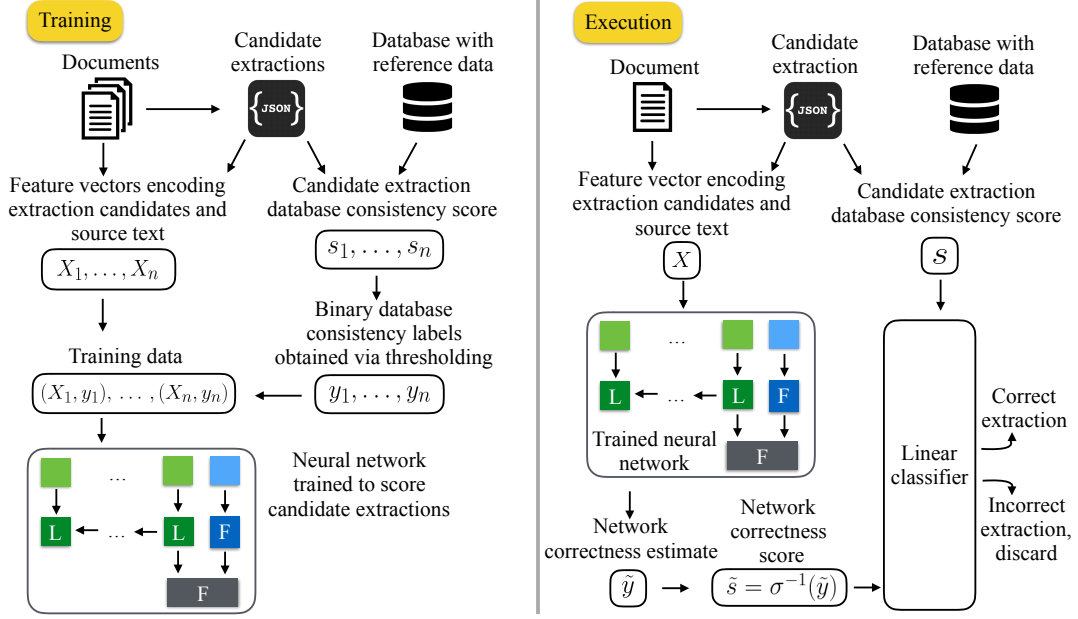 Training
Documents
Candidate
extractions
Database with
reference data
{JSON}
Feature vectors encoding
extraction candidates and
source text
Candidate extraction
database consistency score
X₁, . . . , Xₙ
s₁, . . . , sₙ
Binary database
consistency labels
obtained via thresholding
Training data
(X₁, y₁), . . . , (Xₙ, yₙ)
y₁, . . . , yₙ
...
L
...
L
F
F
Neural network
trained to score
candidate extractions
Execution
Document
Candidate
extraction
Database with
reference data
{JSON}
Feature vector encoding
extraction candidates and
source text
Candidate extraction
database consistency score
X
s
...
L
...
L
F
F
Trained neural
network
Linear
classifier
Correct
extraction
Incorrect
extraction,
discard
Network
correctness estimate
Network
correctness
score
ỹ
s̃ = σ⁻¹(ỹ)